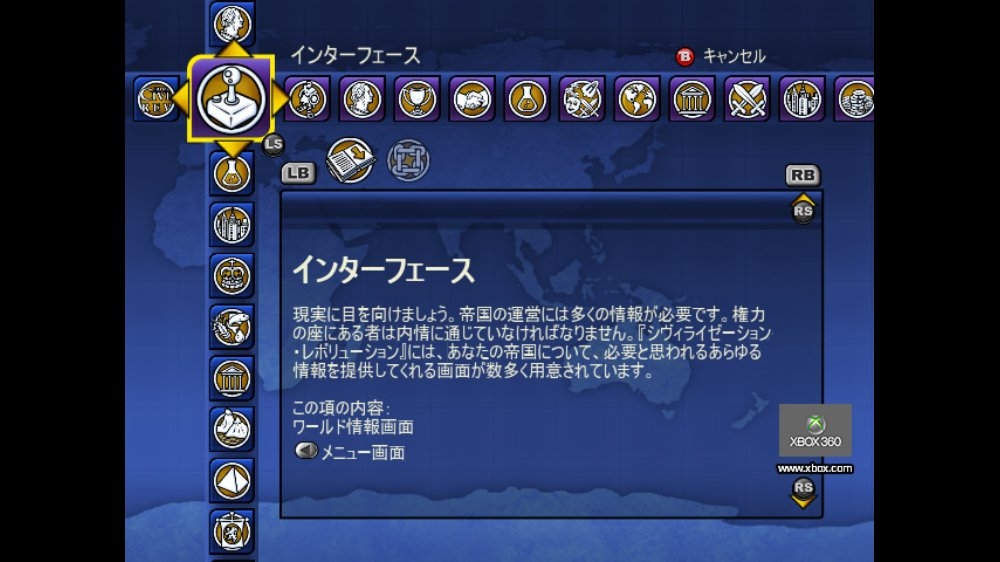 インターフェース
B キャンセル
CIV REV
LS
LB
RB
RS
インターフェース
現実に目を向けましょう。帝国の運営には多くの情報が必要です。権力
の座にある者は内情に通じていなければなりません。『シヴィライゼーション
・レボリューション』には、あなたの帝国について、必要と思われるあらゆる
情報を提供してくれる画面が数多く用意されています。
この項の内容:
ワールド情報画面
メニュー画面
XBOX 360
www.xbox.com
RS